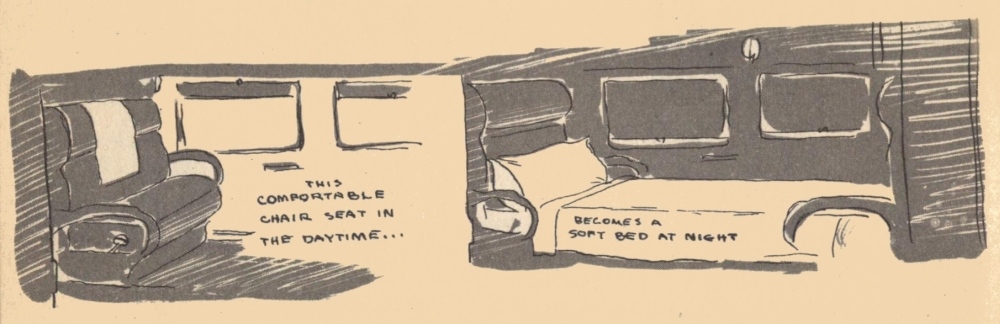 THIS
COMFORTABLE
CHAIR SEAT IN
THE DAYTIME...
BECOMES A
SOFT BED AT NIGHT